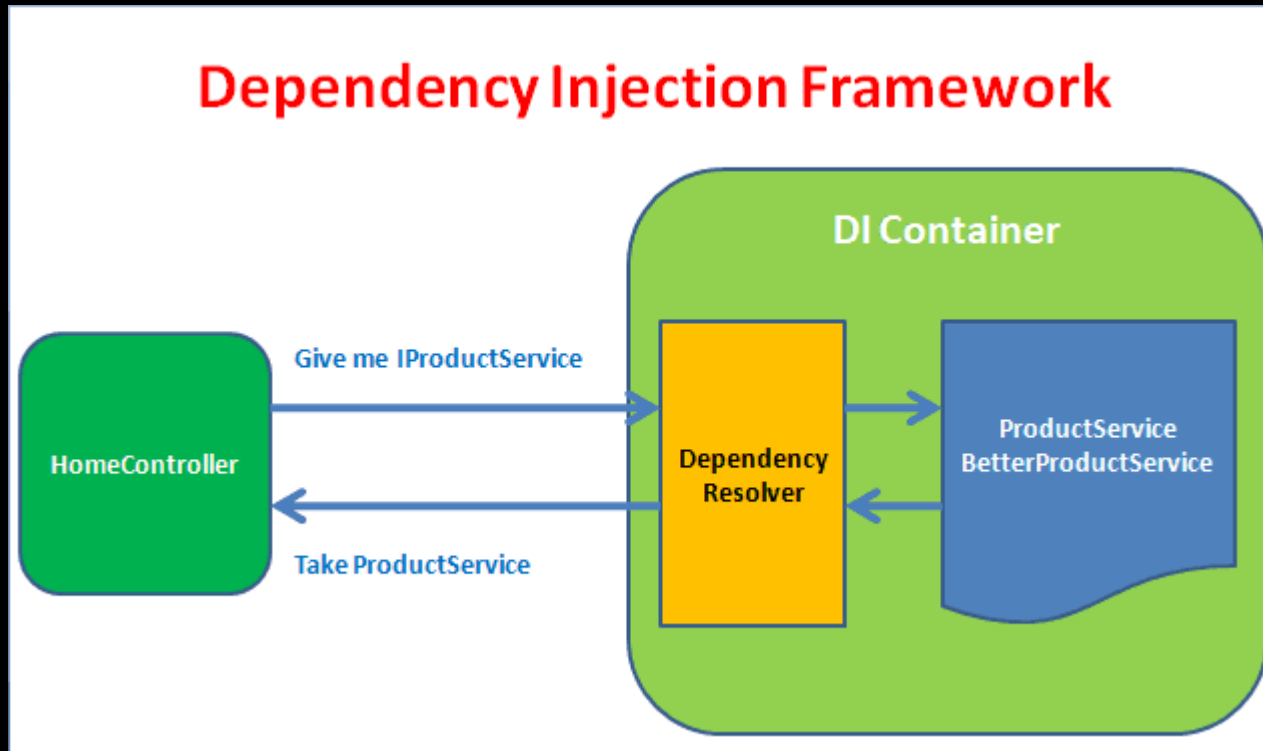 Dependency Injection Framework
DI Container
Give me IProductService
HomeController
Take ProductService
Dependency
Resolver
ProductService
BetterProductService